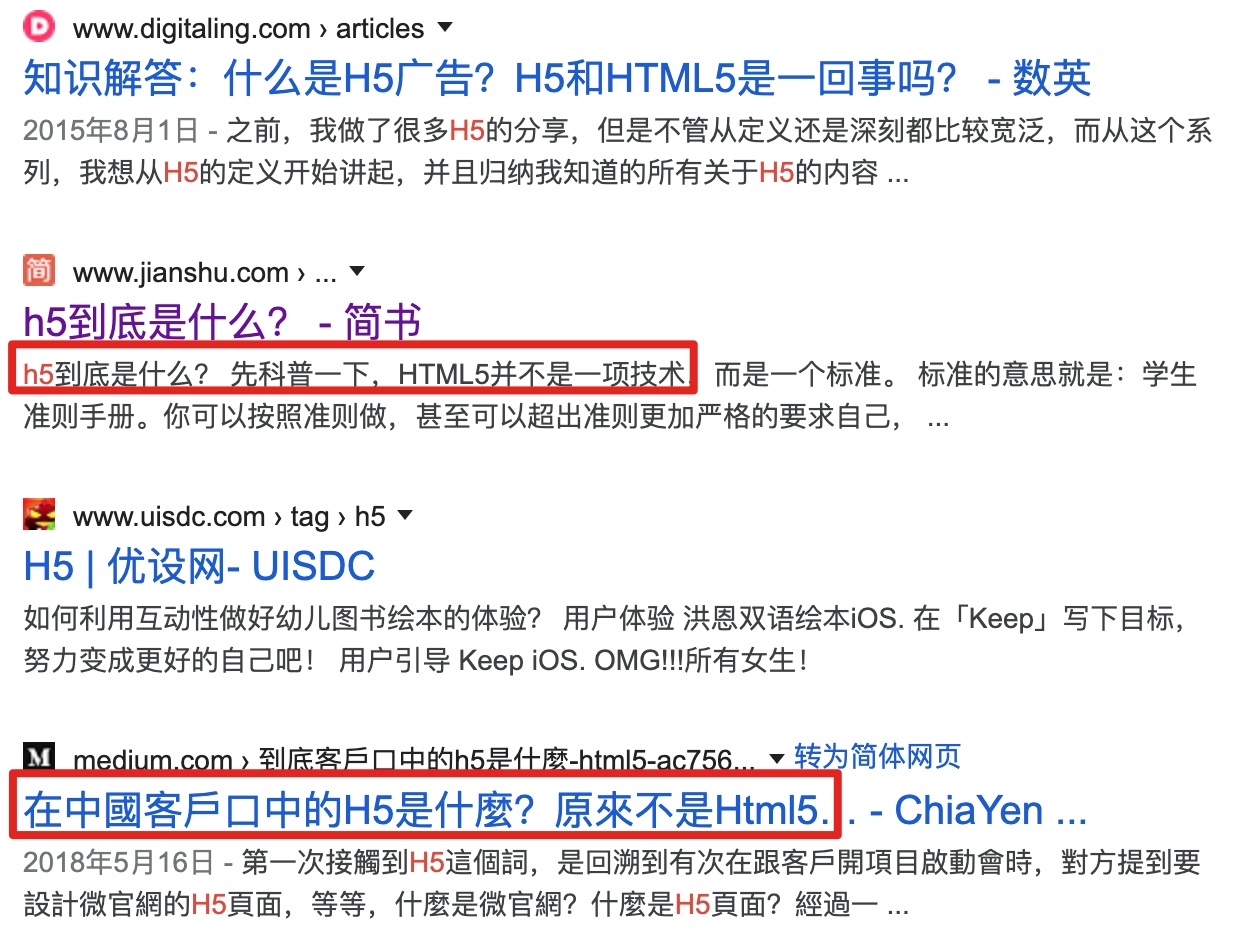 www.digitaling.com › articles
知识解答：什么是H5广告？H5和HTML5是一回事吗？ - 数英
2015年8月1日 - 之前，我做了很多H5的分享，但是不管从定义还是深刻都比较宽泛，而从这个系
列，我想从H5的定义开始讲起，并且归纳我知道的所有关于H5的内容 ...
简 www.jianshu.com › ...
h5到底是什么？ - 简书
h5到底是什么？ 先科普一下，HTML5并不是一项技术, 而是一个标准。 标准的意思就是：学生
准则手册。你可以按照准则做，甚至可以超出准则更加严格的要求自己， ...
www.uisdc.com › tag › h5
H5 | 优设网- UISDC
如何利用互动性做好幼儿图书绘本的体验？ 用户体验 洪恩双语绘本iOS. 在「Keep」写下目标，
努力变成更好的自己吧！ 用户引导 Keep iOS. OMG!!!所有女生！
medium.com › 到底客戶口中的h5是什麼-html5-ac756... 转为简体网页
在中國客戶口中的H5是什麼？原來不是Html5... - ChiaYen ...
2018年5月16日 - 第一次接觸到H5這個詞，是回溯到有次在跟客戶開項目啟動會時，對方提到要
設計微官網的H5頁面，等等，什麼是微官網？什麼是H5頁面？經過一 ...